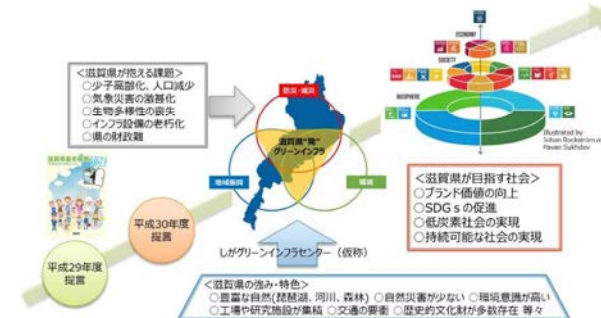 <滋賀県が抱える課題>
○少子高齢化、人口減少
○気象災害の激甚化
○生物多様性の喪失
○インフラ設備の老朽化
○県の財政難
防災・減災
滋賀県"発"
グリーンインフラ
地域振興
環境
ECONOMY
SOCIETY
BIOSPHERE
Illustrated by
Johan Rockström and
Pavan Sukhdev
<滋賀県が目指す社会>
○ブランド価値の向上
○SDGsの促進
○低炭素社会の実現
○持続可能な社会の実現
平成30年度
提言
平成29年度
提言
しがグリーンインフラセンター（仮称）
<滋賀県の強み・特色>
○豊富な自然(琵琶湖、河川、森林) ○自然災害が少ない ○環境意識が高い
○工場や研究施設が集積 ○交通の要衝 ○歴史的文化財が多数存在 等々